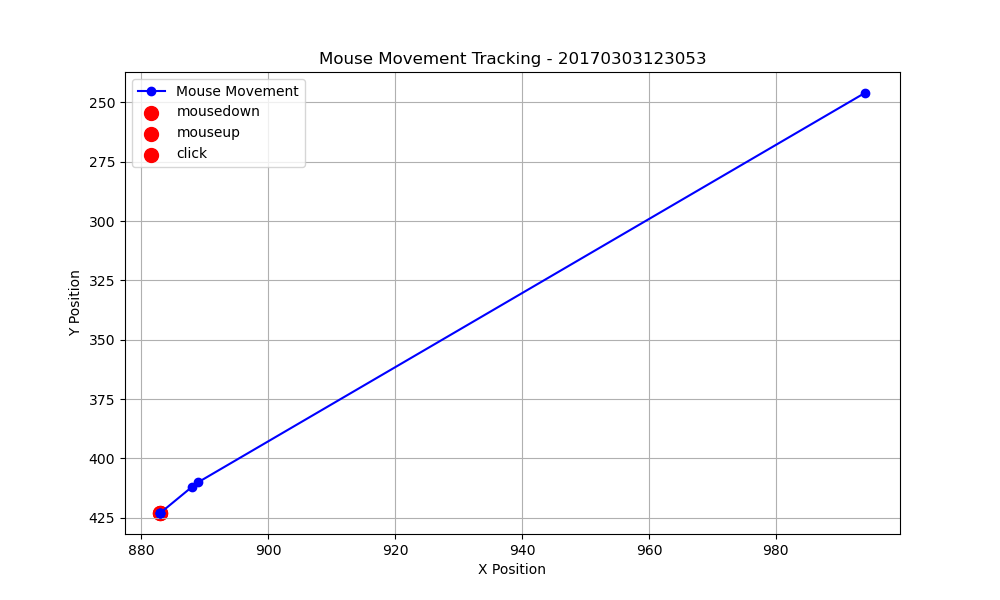 Mouse Movement Tracking - 20170303123053
Mouse Movement
mousedown
mouseup
click
250
275
300
325
350
375
400
425
Y Position
880 900 920 940 960 980
X Position